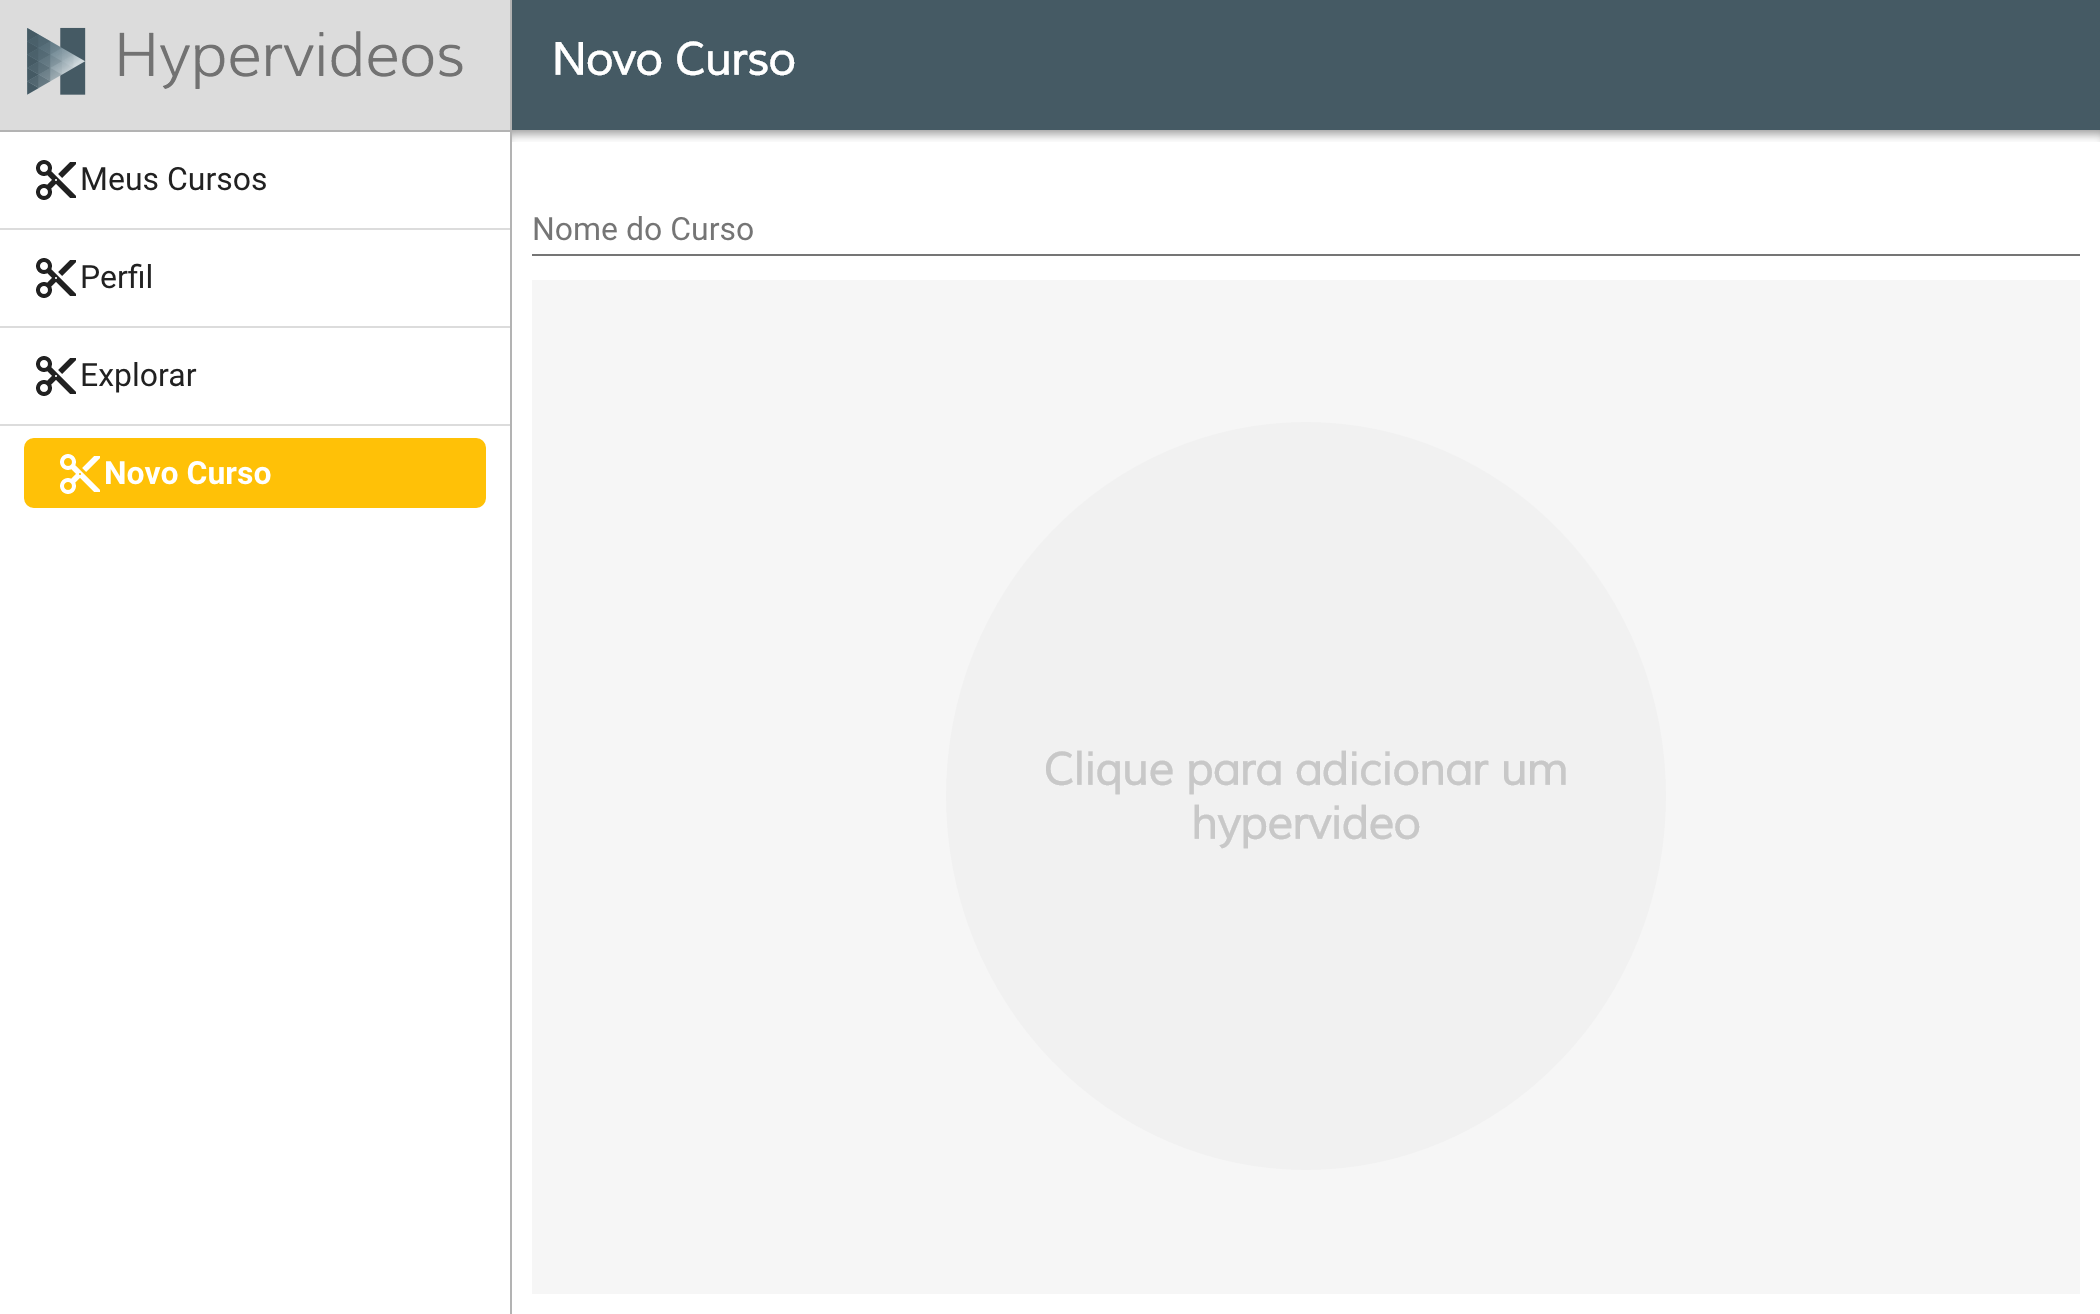 Hypervideos
Novo Curso
Meus Cursos
Perfil
Explorar
Novo Curso
Nome do Curso
Clique para adicionar um
hypervideo